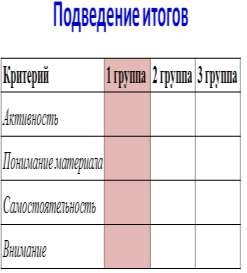 Подведение итогов
Критерий 1 группа 2 группа 3 группа
Активность
Понимание материала
Самостоятельность
Внимание